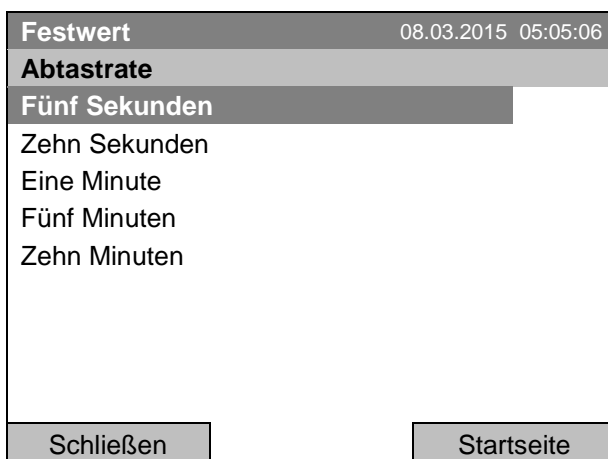 Festwert 08.03.2015 05:05:06
Abtastrate
Fünf Sekunden
Zehn Sekunden
Eine Minute
Fünf Minuten
Zehn Minuten
Schließen Startseite